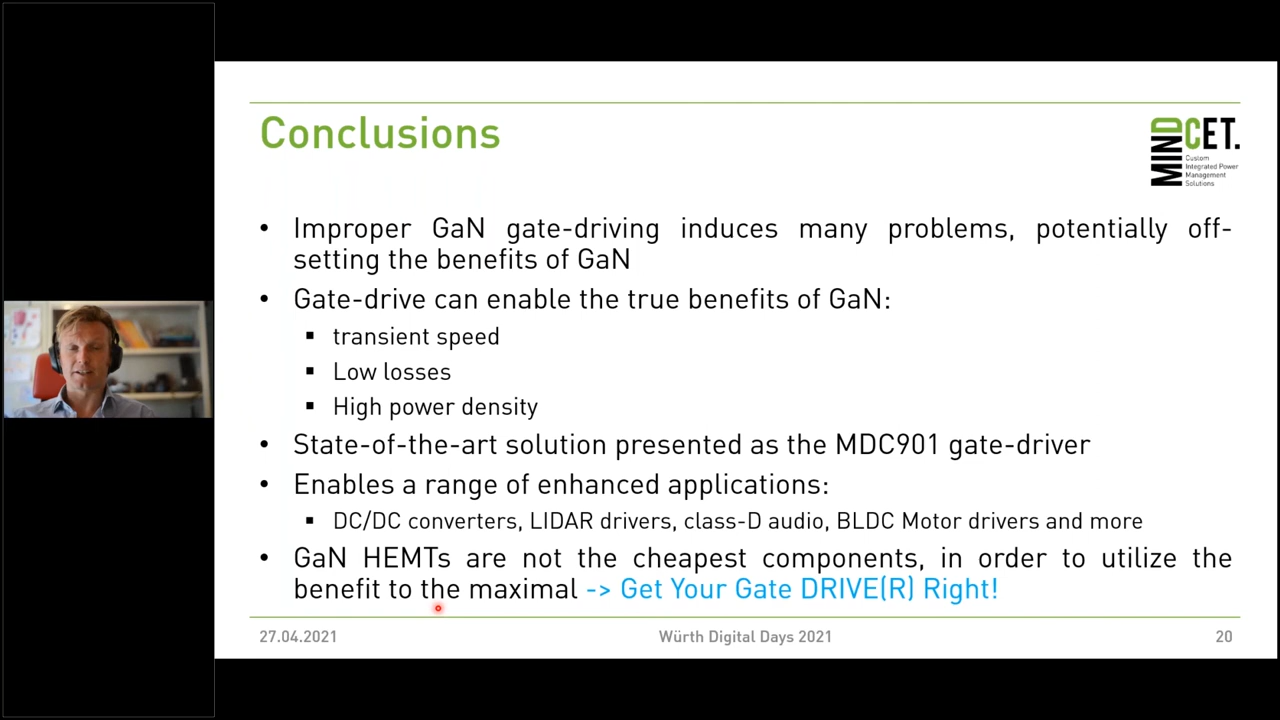 Conclusions
MINDCET.
Custom
Integrated Power
Management
Solutions
• Improper GaN gate-driving induces many problems, potentially off-
setting the benefits of GaN
• Gate-drive can enable the true benefits of GaN:
▪ transient speed
▪ Low losses
▪ High power density
• State-of-the-art solution presented as the MDC901 gate-driver
• Enables a range of enhanced applications:
▪ DC/DC converters, LIDAR drivers, class-D audio, BLDC Motor drivers and more
• GaN HEMTs are not the cheapest components, in order to utilize the
benefit to the maximal -> Get Your Gate DRIVE(R) Right!
27.04.2021 Würth Digital Days 2021 20